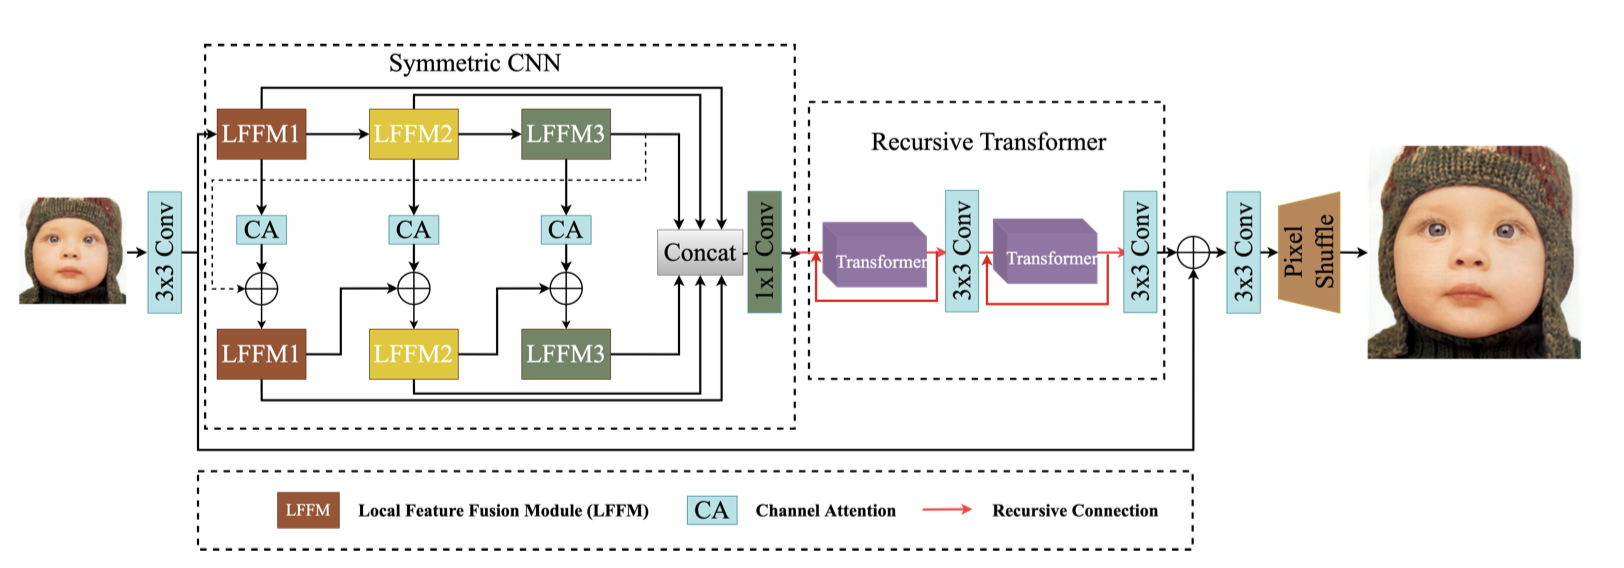 Symmetric CNN
LFFM1
LFFM2
LFFM3
CA
CA
CA
LFFM1
LFFM2
LFFM3
3x3 Conv
Concat
1x1 Conv
Recursive Transformer
Transformer
3x3 Conv
Transformer
3x3 Conv
3x3 Conv
Pixel
Shuffle
LFFM
Local Feature Fusion Module (LFFM)
CA
Channel Attention
Recursive Connection